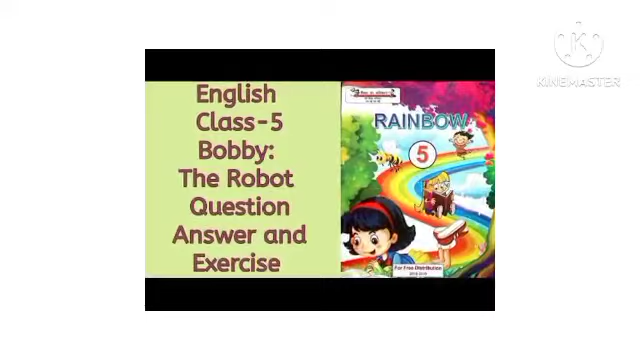 KINEMASTER
English
Class-5
Bobby:
The Robot
Question
Answer and
Exercise
RAINBOW
5
For Free Distribution